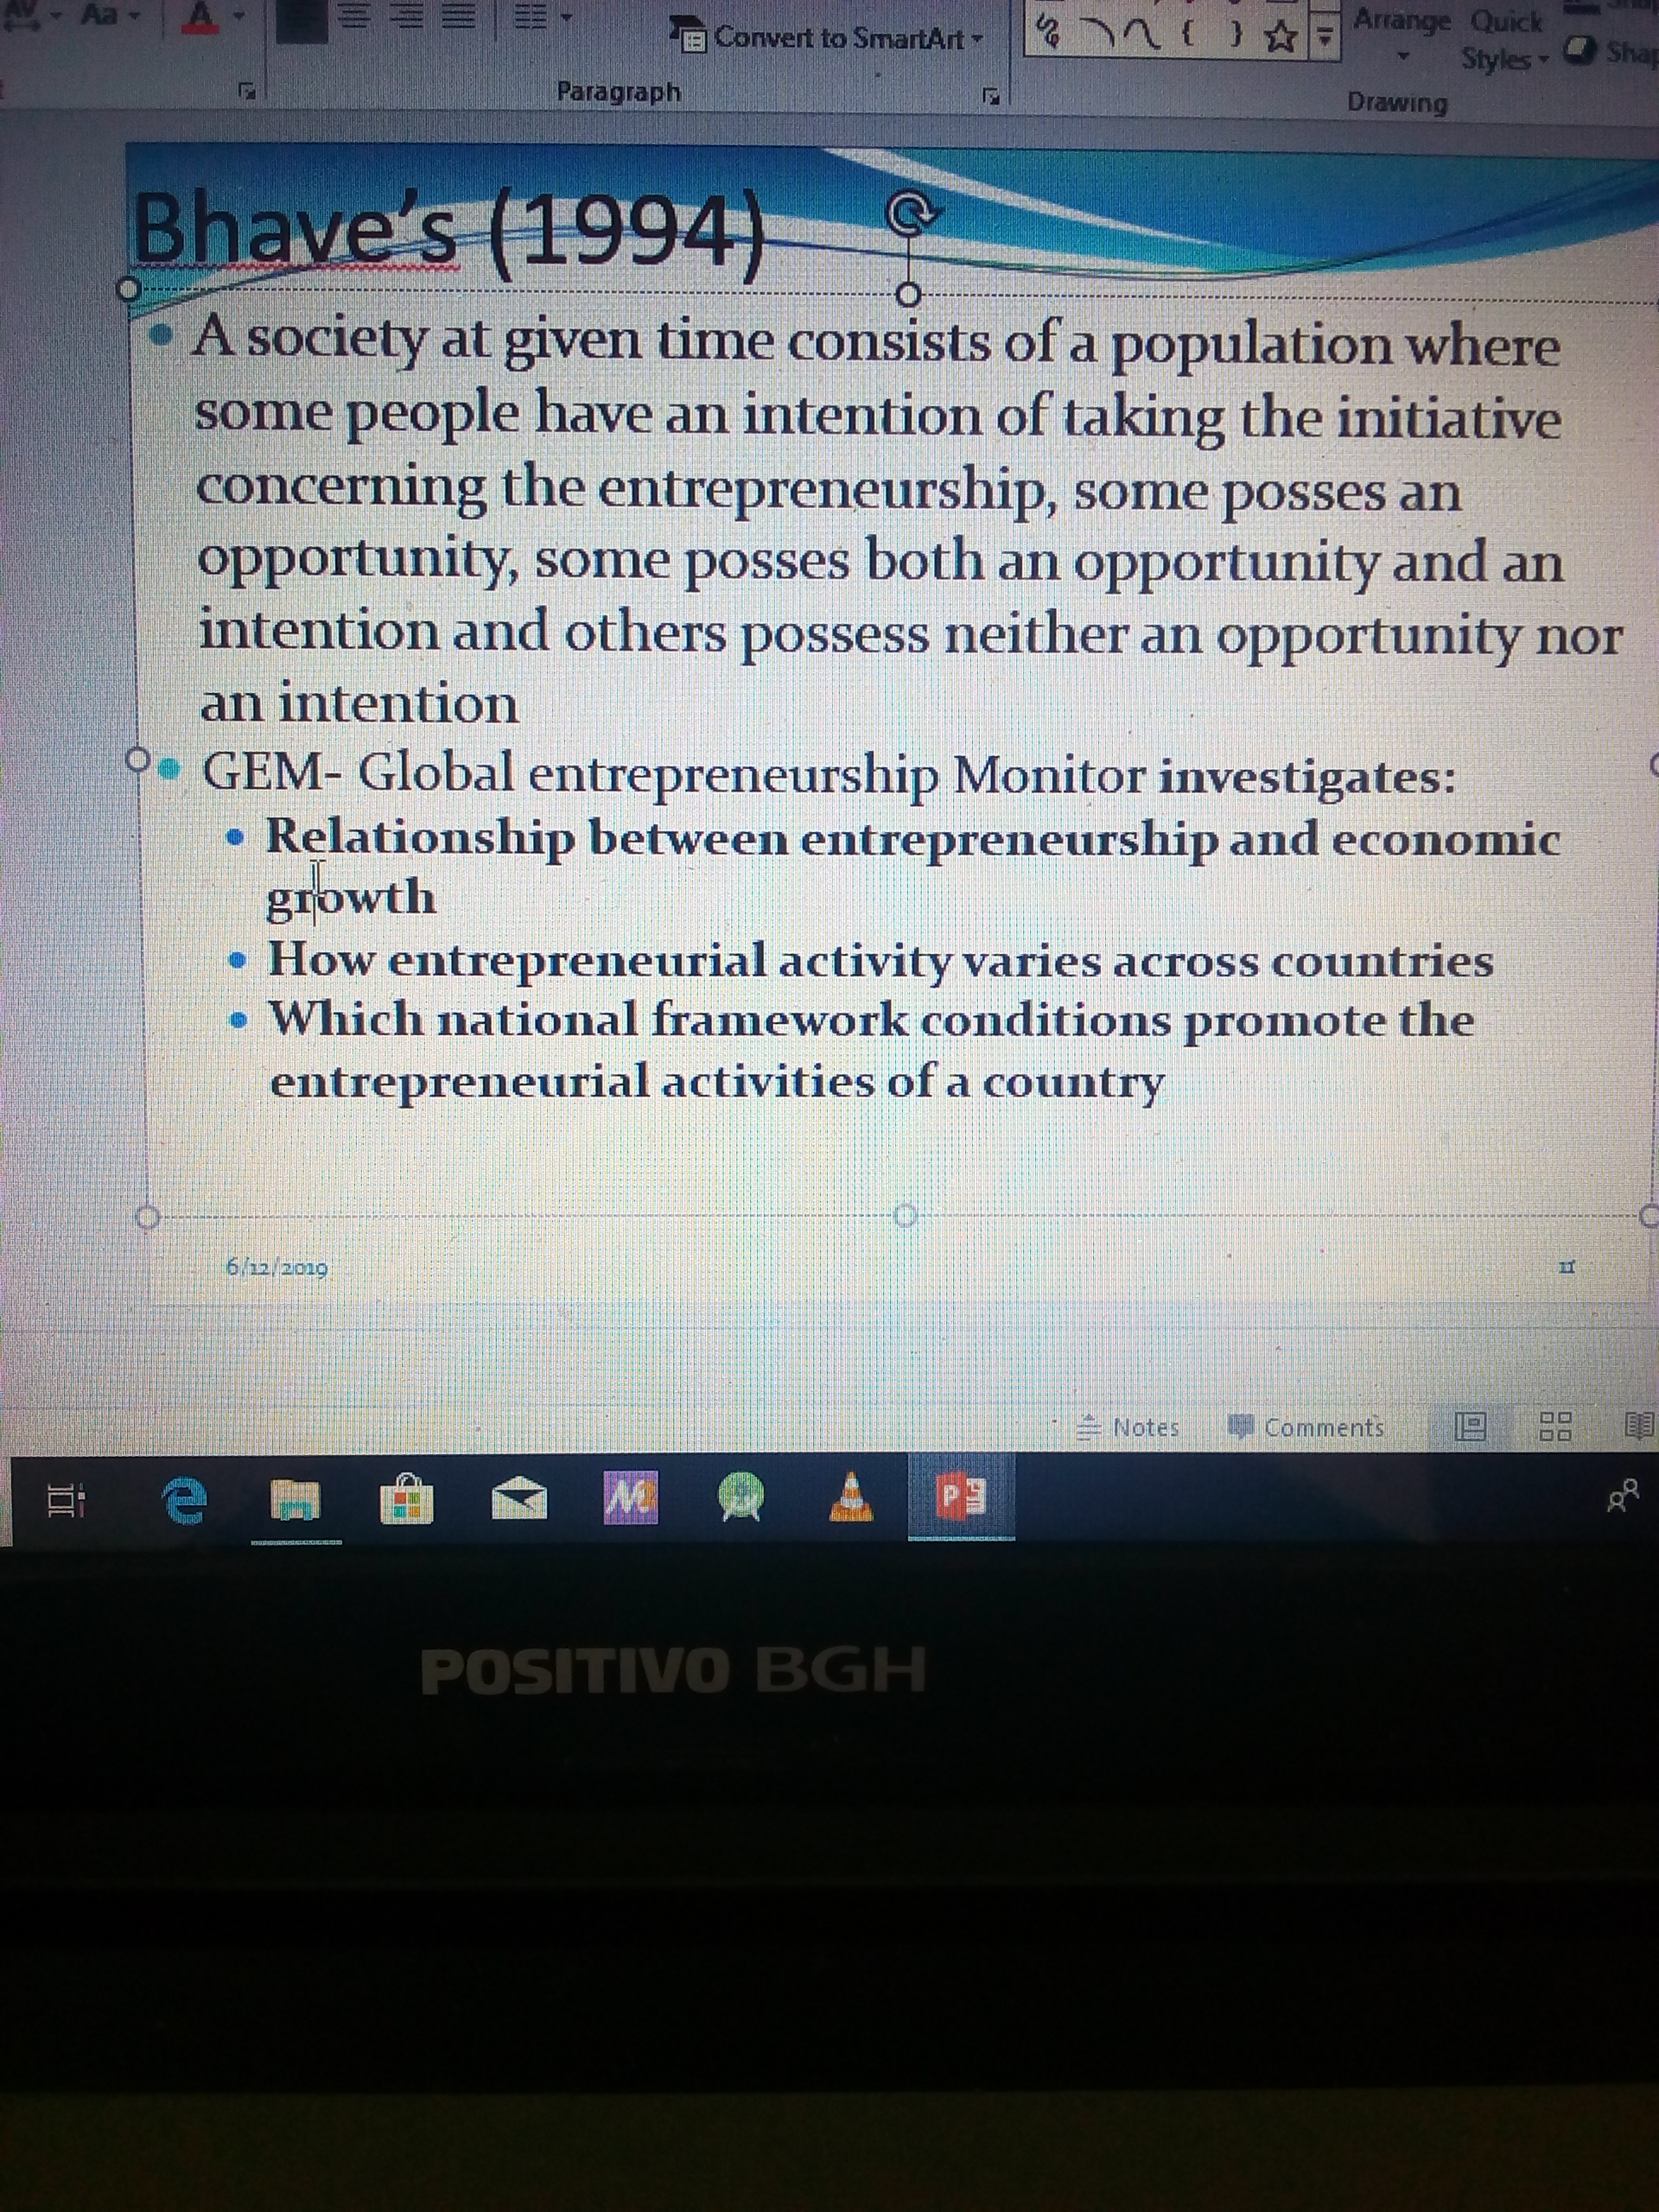 AV Aa A
Convert to SmartArt
Arrange Quick
Styles
Paragraph
Drawing
Bhave's (1994)
• A society at given time consists of a population where
some people have an intention of taking the initiative
concerning the entrepreneurship, some posses an
opportunity, some posses both an opportunity and an
intention and others possess neither an opportunity nor
an intention
• GEM- Global entrepreneurship Monitor investigates:
• Relationship between entrepreneurship and economic
growth
• How entrepreneurial activity varies across countries
• Which national framework conditions promote the
entrepreneurial activities of a country
6/12/2019
11
Notes Comments
POSITIVO BGH